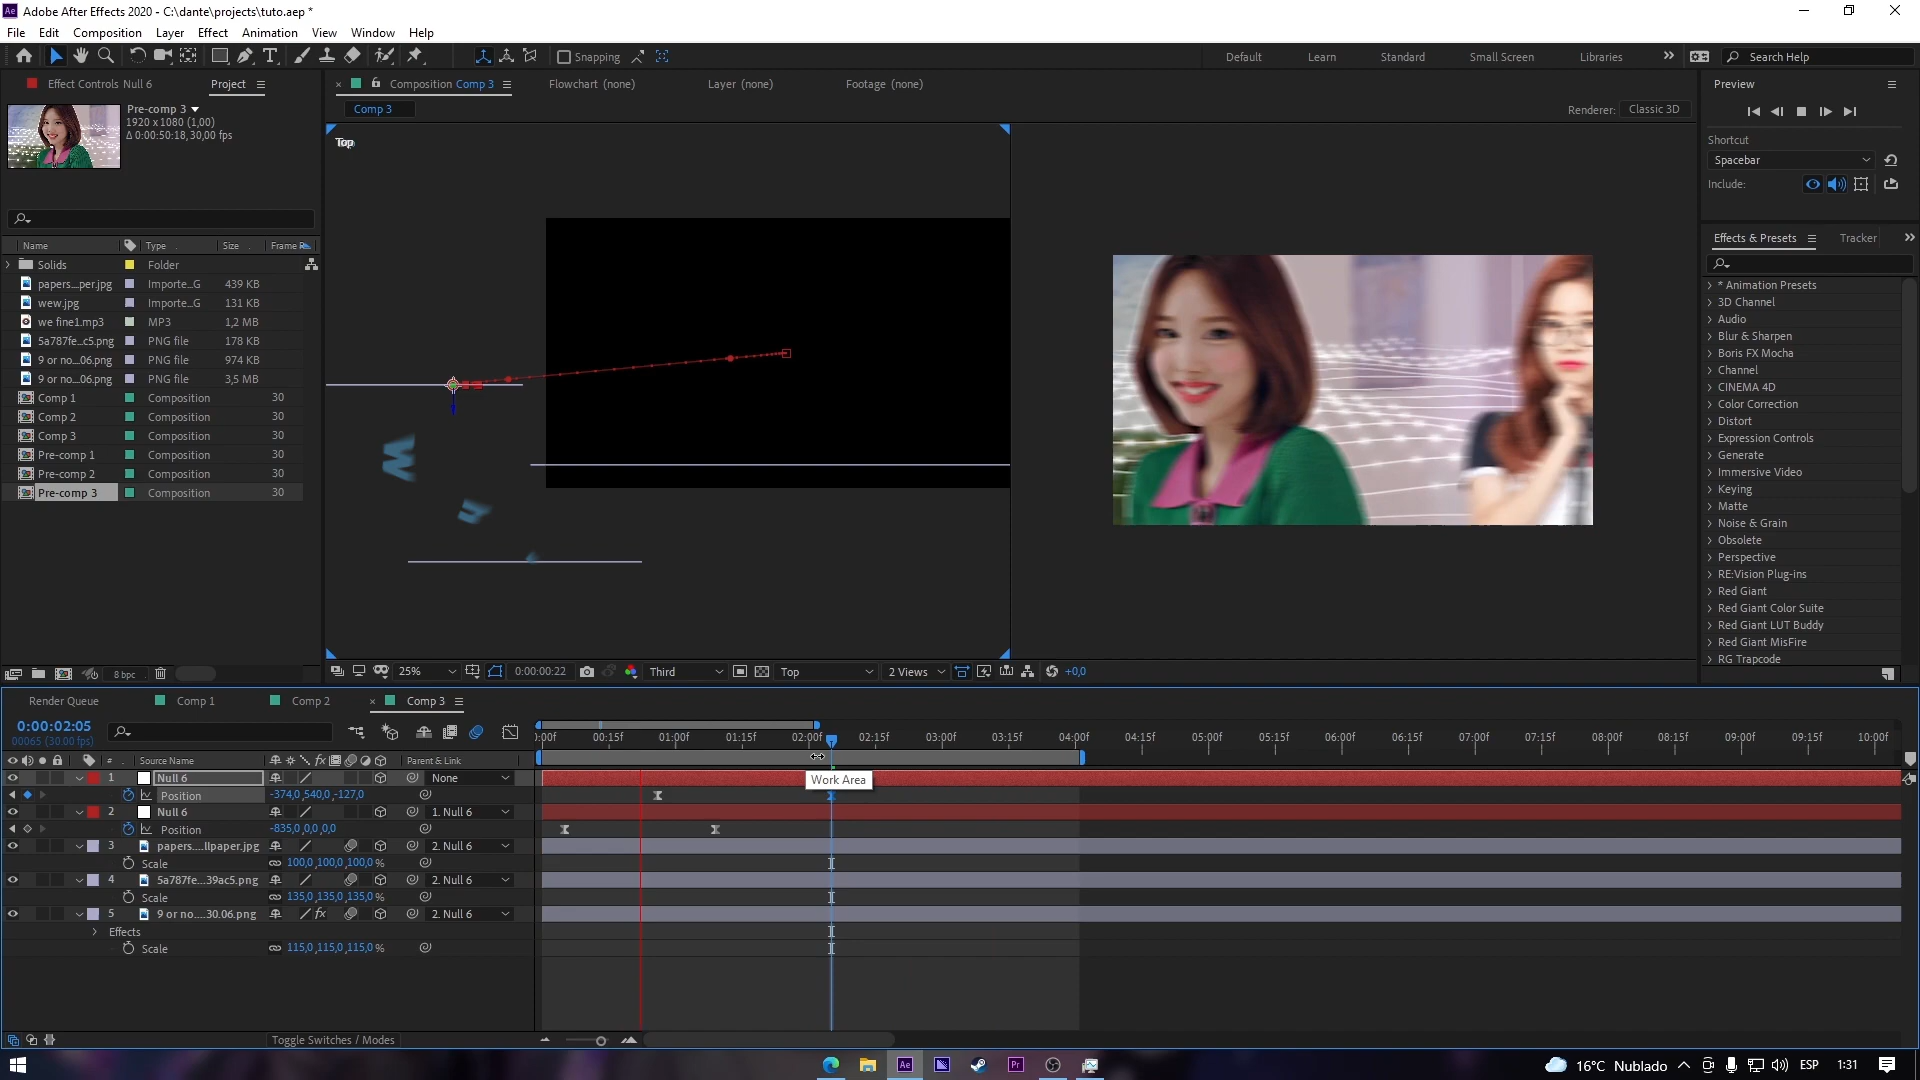 Ae Adobe After Effects 2020 - C:\dante\projects\tuto.aep *
File Edit Composition Layer Effect Animation View Window Help
Snapping Default Learn Standard Small Screen Libraries >> Search Help
Effect Controls Null 6 Project
Composition Comp 3 Flowchart (none) Layer (none) Footage (none)
Preview
Pre-comp 3
1920 x 1080 (1,00)
Δ 0:00:50:18, 30,00 fps
Comp 3
Renderer: Classic 3D
Shortcut
Spacebar
Include:
Top
Name Type Size Frame R
Solids Folder
papers....per.jpg Importe...G 439 KB
wew.jpg Importe...G 131 KB
we fine1.mp3 MP3 1,2 MB
5a787fe...c5.png PNG file 178 KB
9 or no...06.png PNG file 974 KB
9 or no...06.png PNG file 3,5 MB
Comp 1 Composition 30
Comp 2 Composition 30
Comp 3 Composition 30
Pre-comp 1 Composition 30
Pre-comp 2 Composition 30
Pre-comp 3 Composition 30
Effects & Presets Tracker >>
* Animation Presets
3D Channel
Audio
Blur & Sharpen
Boris FX Mocha
Channel
CINEMA 4D
Color Correction
Distort
Expression Controls
Generate
Immersive Video
Keying
Matte
Noise & Grain
Obsolete
Perspective
RE:Vision Plug-ins
Red Giant
Red Giant Color Suite
Red Giant LUT Buddy
Red Giant MisFire
RG Trapcode
8 bpc
25% 0:00:00:22 Third Top 2 Views +0,0
Render Queue Comp 1 Comp 2 Comp 3
0:00:02:05
00065 (30.00 fps)
):00f 00:15f 01:00f 01:15f 02:00f 02:15f 03:00f 03:15f 04:00f 04:15f 05:00f 05:15f 06:00f 06:15f 07:00f 07:15f 08:00f 08:15f 09:00f 09:15f 10:00f
# Source Name Parent & Link
1 Null 6 None
Work Area
Position -374,0,540,0,-127,0
2 Null 6 1. Null 6
Position -835,0,0,0,0,0
3 papers....llpaper.jpg 2. Null 6
Scale 100,0,100,0,100,0 %
4 5a787fe...39ac5.png 2. Null 6
Scale 135,0,135,0,135,0 %
5 9 or no....30.06.png fx 2. Null 6
Effects
Scale 115,0,115,0,115,0 %
Toggle Switches / Modes
Ae Pr 16°C Nublado ESP 1:31